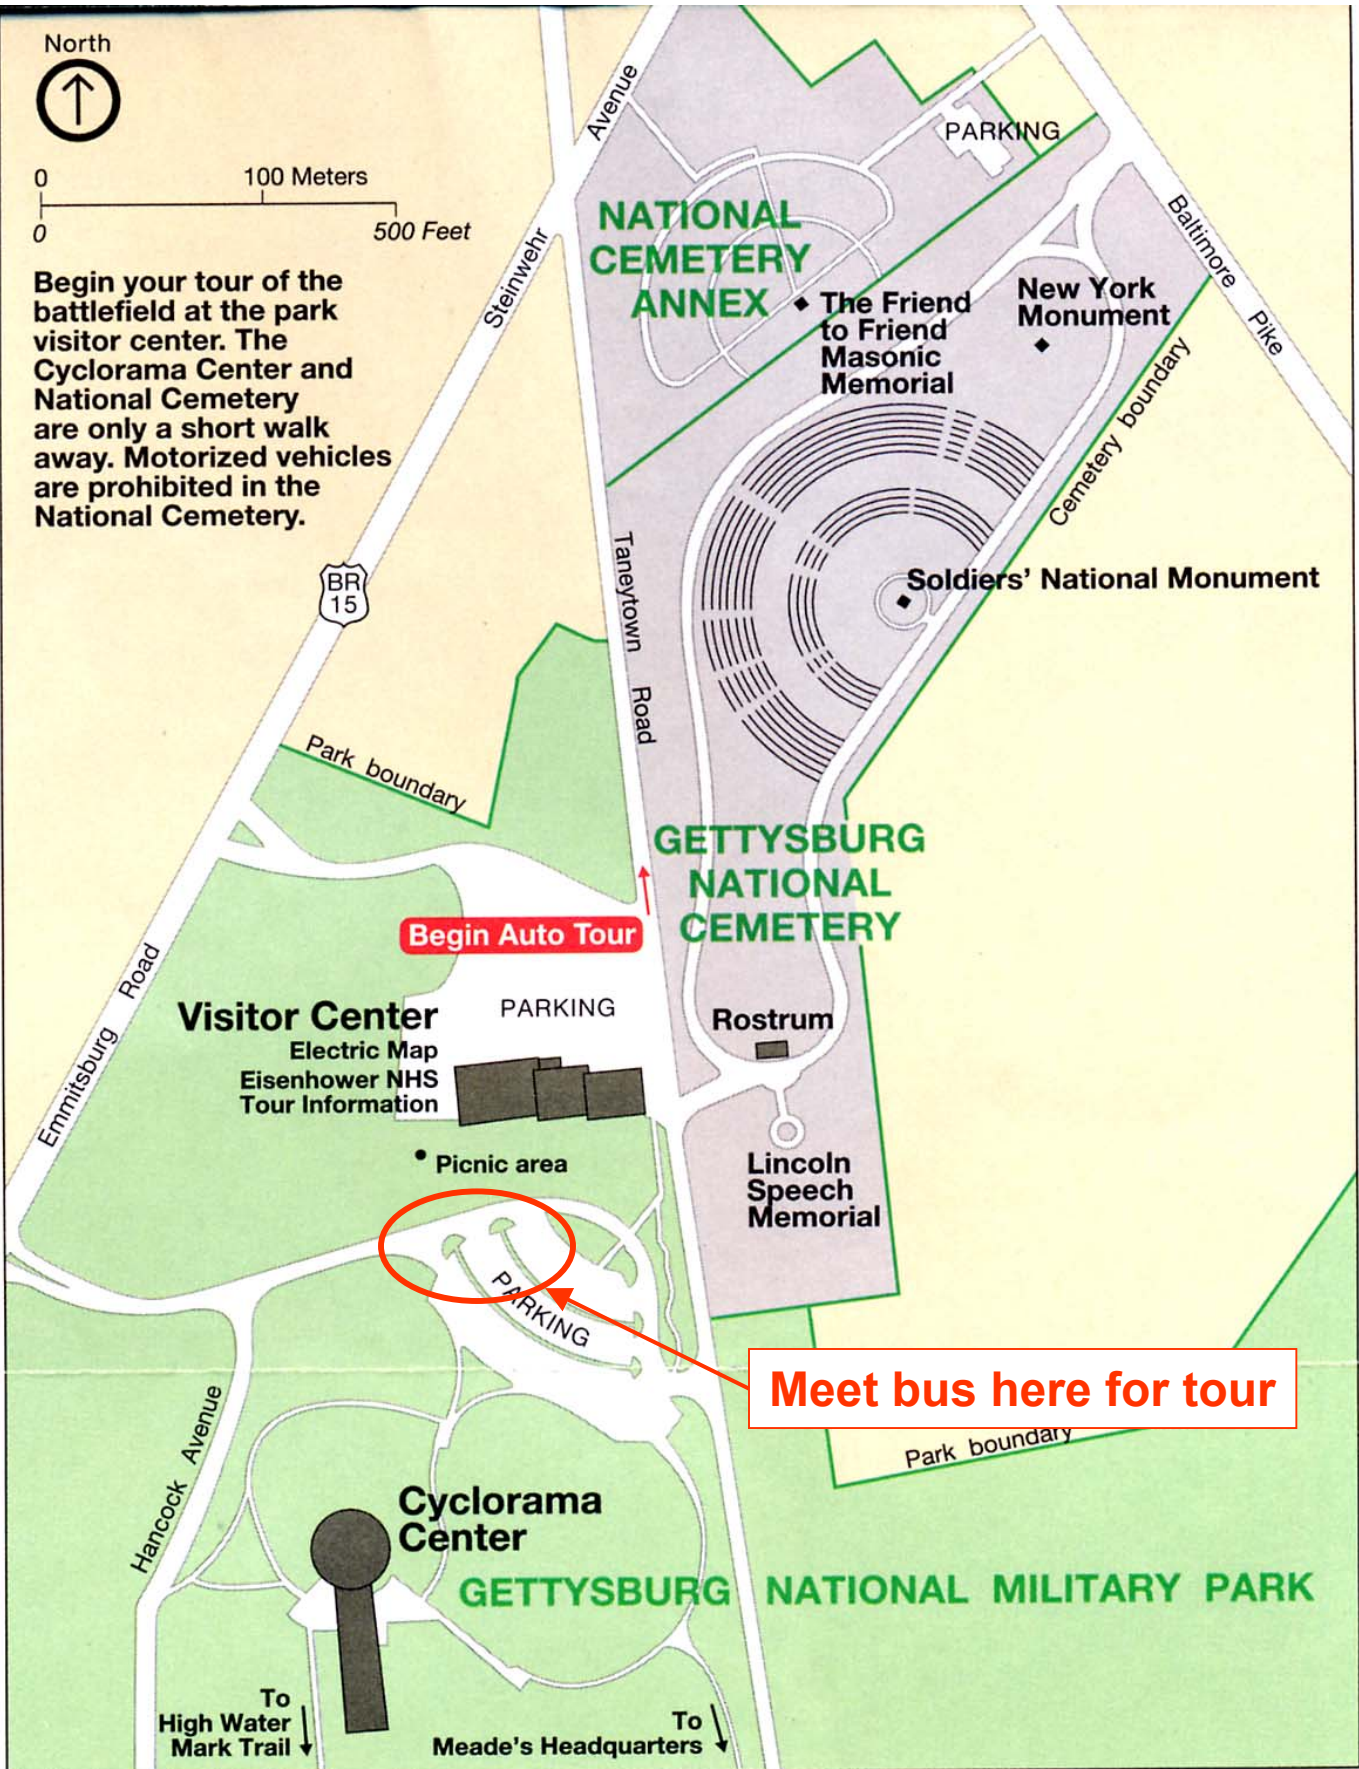 North
0
100 Meters
0
500 Feet
Begin your tour of the
battlefield at the park
visitor center. The
Cyclorama Center and
National Cemetery
are only a short walk
away. Motorized vehicles
are prohibited in the
National Cemetery.
Steinwehr
Avenue
PARKING
NATIONAL
CEMETERY
ANNEX
The Friend
to Friend
Masonic
Memorial
New York
Monument
Baltimore
Pike
Cemetery boundary
BR
15
Taneytown
Road
Soldiers' National Monument
Park boundary
GETTYSBURG
NATIONAL
CEMETERY
Begin Auto Tour
Emmitsburg
Road
Visitor Center
Electric Map
Eisenhower NHS
Tour Information
PARKING
Rostrum
Picnic area
Lincoln
Speech
Memorial
PARKING
Meet bus here for tour
Park boundary
Hancock
Avenue
Cyclorama
Center
GETTYSBURG NATIONAL MILITARY PARK
To
High Water
Mark Trail
To
Meade's Headquarters